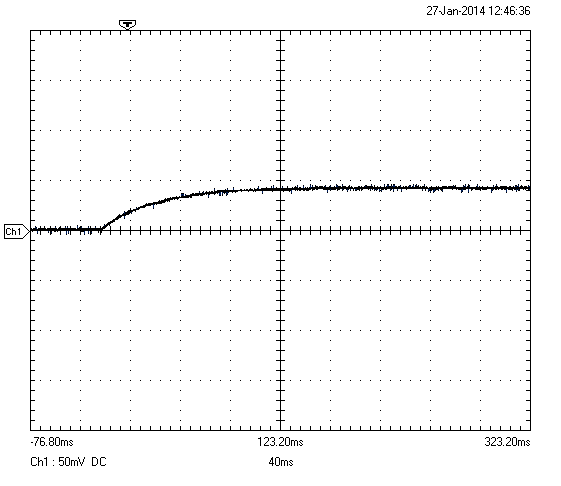 27-Jan-2014 12:46:36
T
Ch1
-76.80ms 123.20ms 323.20ms
Ch1 : 50mV DC 40ms